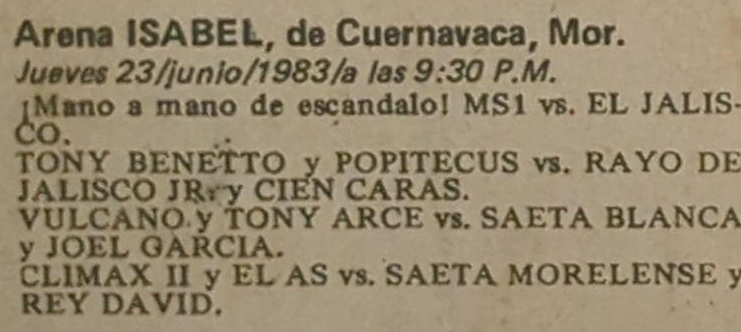 Arena ISABEL, de Cuernavaca, Mor.
Jueves 23/junio/1983/a las 9:30 P.M.
¡Mano a mano de escandalo! MS1 vs. EL JALIS-
CO.
TONY BENETTO y POPITECUS vs. RAYO DE
JALISCO JR. y CIEN CARAS.
VULCANO y TONY ARCE vs. SAETA BLANCA
y JOEL GARCIA.
CLIMAX II y EL AS vs. SAETA MORELENSE y
REY DAVID.